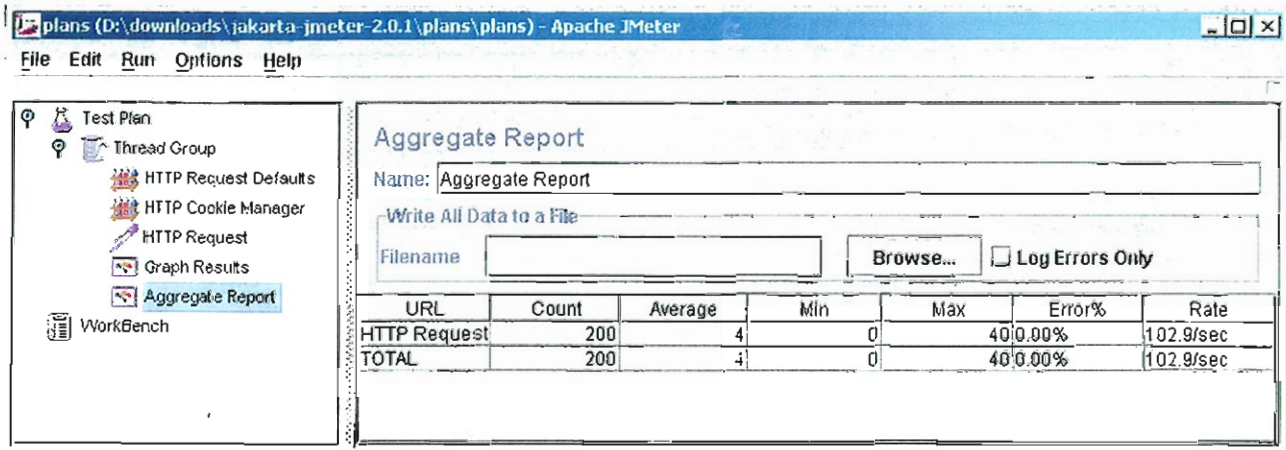 plans (D:\downloads\jakarta-jmeter-2.0.1\plans\plans) - Apache JMeter
File Edit Run Options Help
Test Plan
Thread Group
HTTP Request Defaults
HTTP Cookie Manager
HTTP Request
Graph Results
Aggregate Report
WorkBench
Aggregate Report
Name: Aggregate Report
Write All Data to a File
Filename Browse... Log Errors Only
URL Count Average Min Max Error% Rate
HTTP Request 200 4 0 40 0.00% 102.9/sec
TOTAL 200 4 0 40 0.00% 102.9/sec